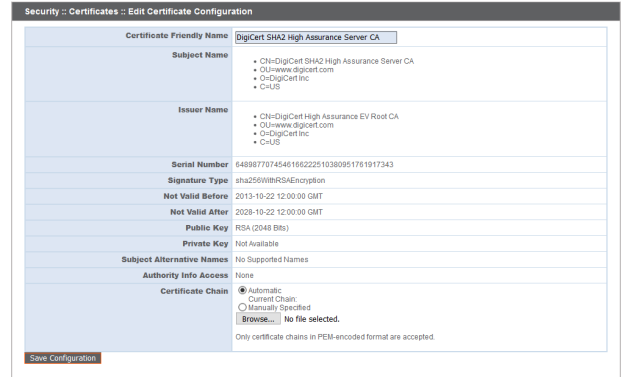 Security :: Certificates :: Edit Certificate Configuration
Certificate Friendly Name DigiCert SHA2 High Assurance Server CA
Subject Name
• CN=DigiCert SHA2 High Assurance Server CA
• OU=www.digicert.com
• O=DigiCert Inc
• C=US
Issuer Name
• CN=DigiCert High Assurance EV Root CA
• OU=www.digicert.com
• O=DigiCert Inc
• C=US
Serial Number 6489877074546166222510380951761917343
Signature Type sha256WithRSAEncryption
Not Valid Before 2013-10-22 12:00:00 GMT
Not Valid After 2028-10-22 12:00:00 GMT
Public Key RSA (2048 Bits)
Private Key Not Available
Subject Alternative Names No Supported Names
Authority Info Access None
Certificate Chain Automatic
Current Chain:
Manually Specified
Browse... No file selected.
Only certificate chains in PEM-encoded format are accepted.
Save Configuration